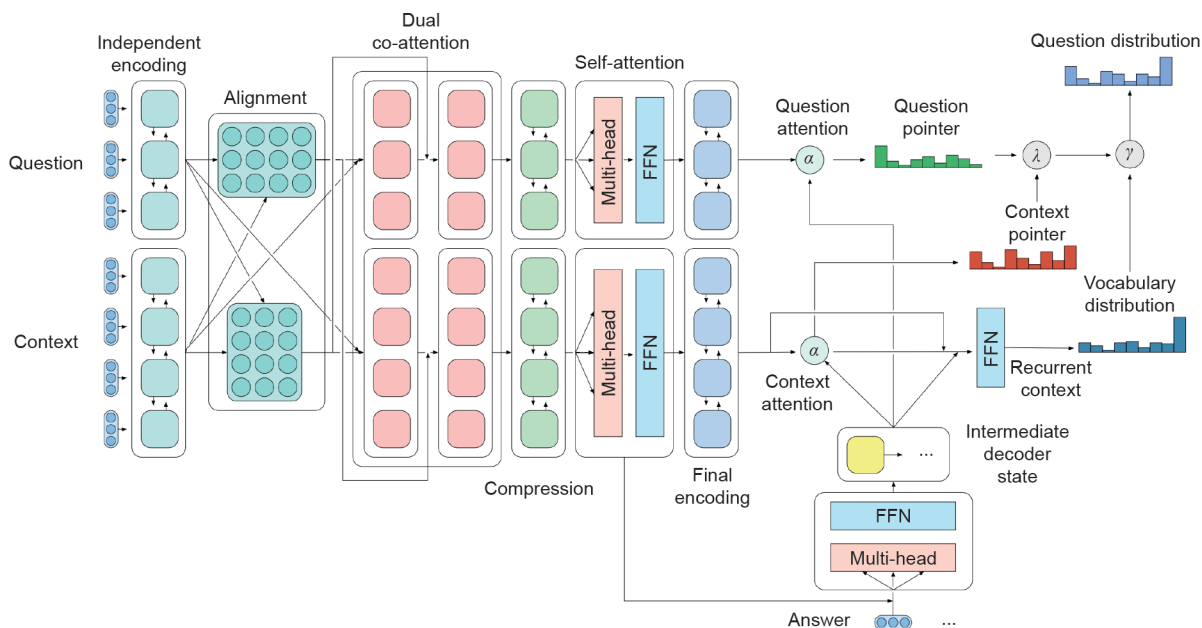 Dual
co-attention
Independent
encoding
Question distribution
Self-attention
Alignment
Question
attention
Question
pointer
Question
Multi-head
FFN
α
λ
γ
Context
pointer
Vocabulary
distribution
Context
Multi-head
FFN
α
FFN
Context
attention
Recurrent
context
Compression
Final
encoding
...
Intermediate
decoder
state
FFN
Multi-head
Answer
...